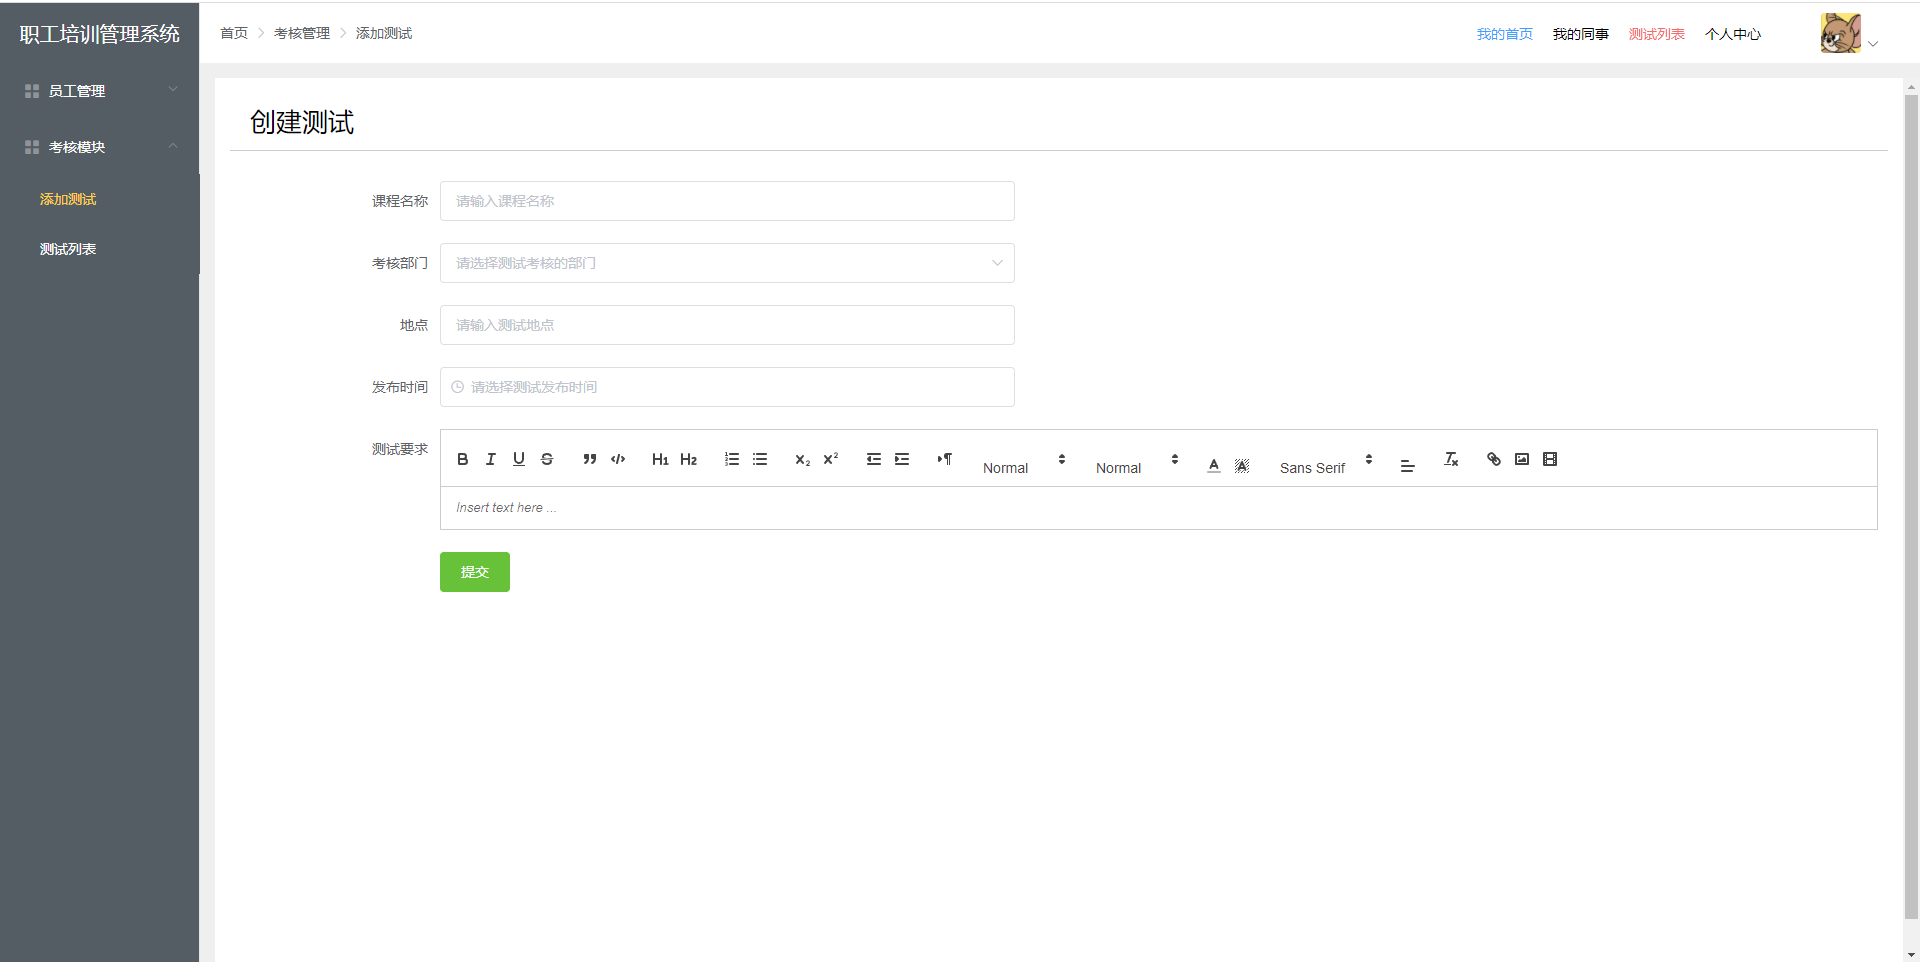 职工培训管理系统
首页 考核管理 添加测试
我的首页 我的同事 测试列表 个人中心
员工管理
考核模块
添加测试
测试列表
创建测试
课程名称 请输入课程名称
考核部门 请选择测试考核的部门
地点 请输入测试地点
发布时间 请选择测试发布时间
测试要求
B I U S H1 H2 X2 X2 Normal Normal A A Sans Serif Tx
Insert text here ...
提交